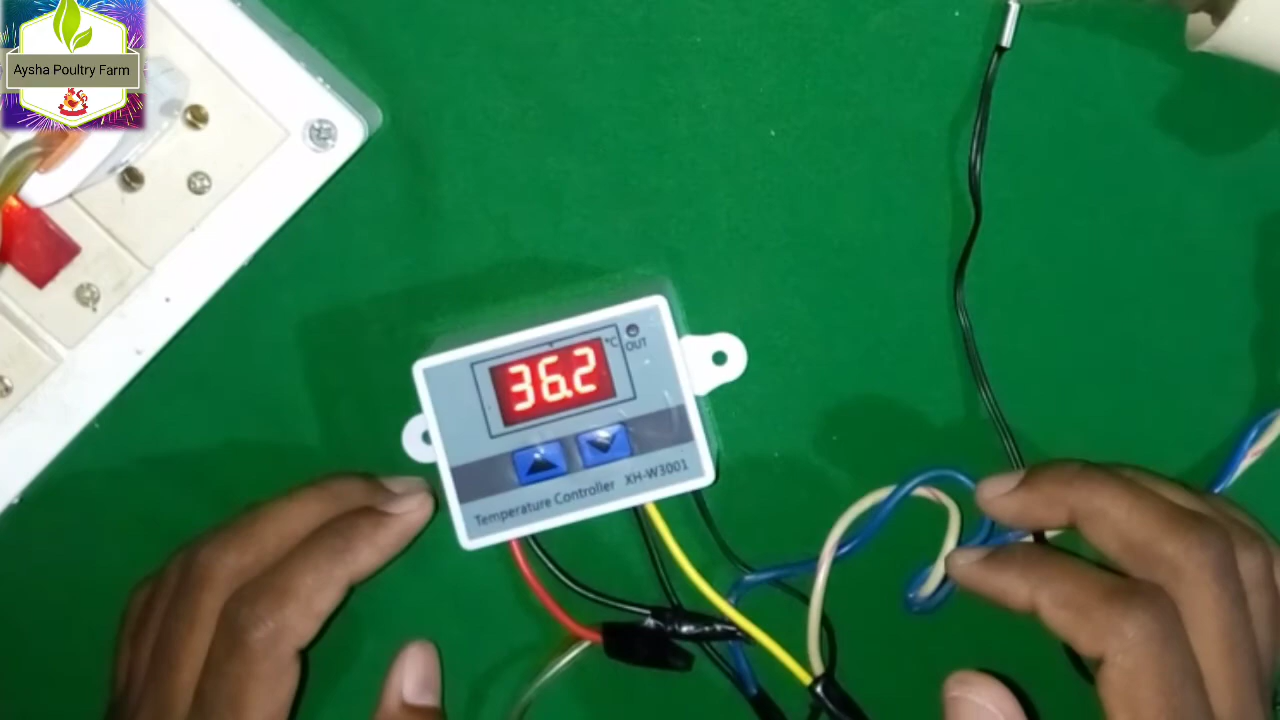 Aysha Poultry Farm
°C
OUT
36.2
Temperature Controller XH-W3001